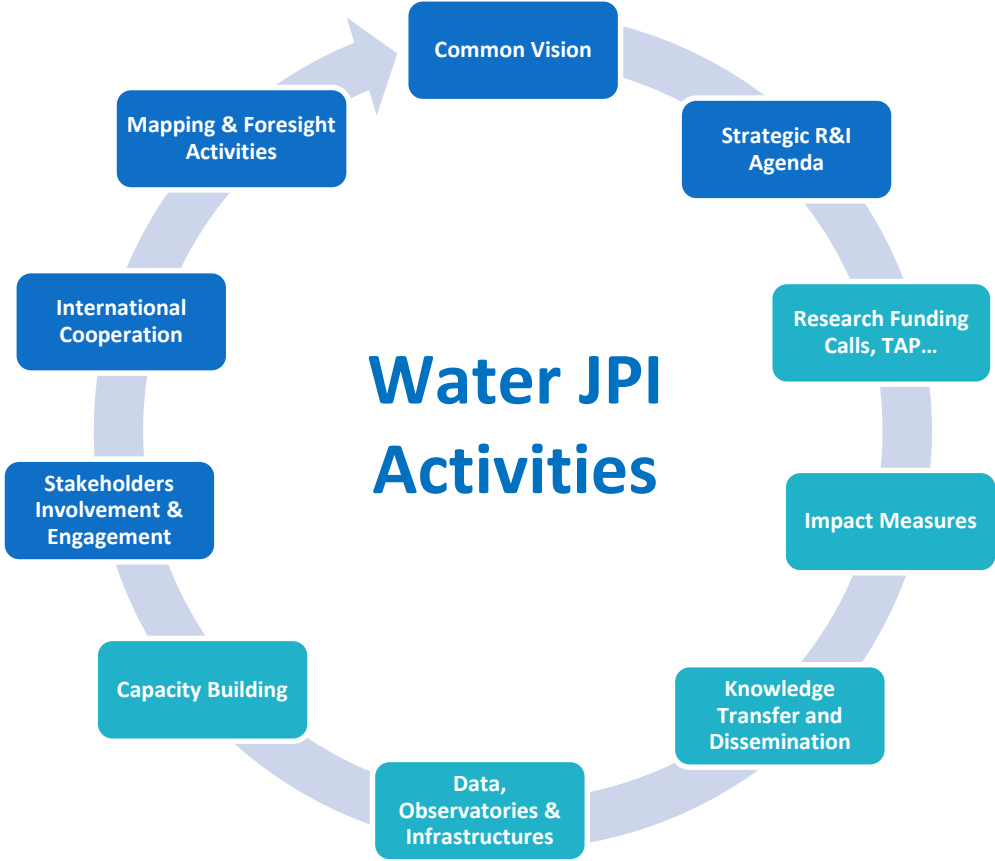 Common Vision
Strategic R&I
Agenda
Research Funding
Calls, TAP...
Impact Measures
Knowledge
Transfer and
Dissemination
Data,
Observatories &
Infrastructures
Capacity Building
Stakeholders
Involvement &
Engagement
International
Cooperation
Mapping & Foresight
Activities
Water JPI
Activities